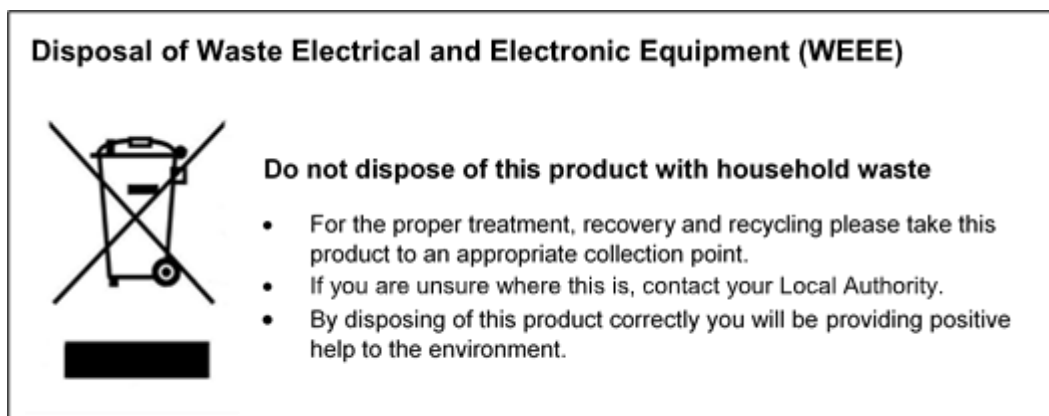 Disposal of Waste Electrical and Electronic Equipment (WEEE)
Do not dispose of this product with household waste
• For the proper treatment, recovery and recycling please take this
product to an appropriate collection point.
• If you are unsure where this is, contact your Local Authority.
• By disposing of this product correctly you will be providing positive
help to the environment.